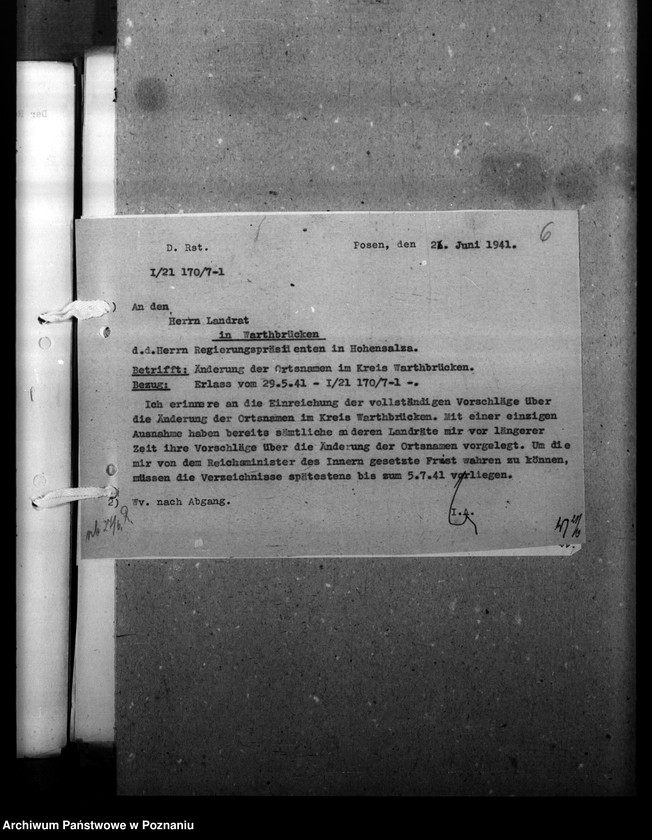 6
D. Rst.
Posen, den 21. Juni 1941.
I/21 170/7-1
) An den
Herrn Landrat
in Warthbrücken
d.d.Herrn Regierungspräsidenten in Hohensalza.
Betrifft: Änderung der Ortsnamen im Kreis Warthbrücken.
Bezug: Erlass vom 29.5.41 - I/21 170/7-1 -.
Ich erinnere an die Einreichung der vollständigen Vorschläge über
die Änderung der Ortsnamen im Kreis Warthbrücken. Mit einer einzigen
Ausnahme haben bereits sämtliche anderen Landräte mir vor längerer
Zeit ihre Vorschläge über die Änderung der Ortsnamen vorgelegt. Um die
mir von dem Reichsminister des Innern gesetzte Frist wahren zu können,
müssen die Verzeichnisse spätestens bis zum 5.7.41 vorliegen.
2) Wv. nach Abgang.
I.A.
Archiwum Państwowe w Poznaniu